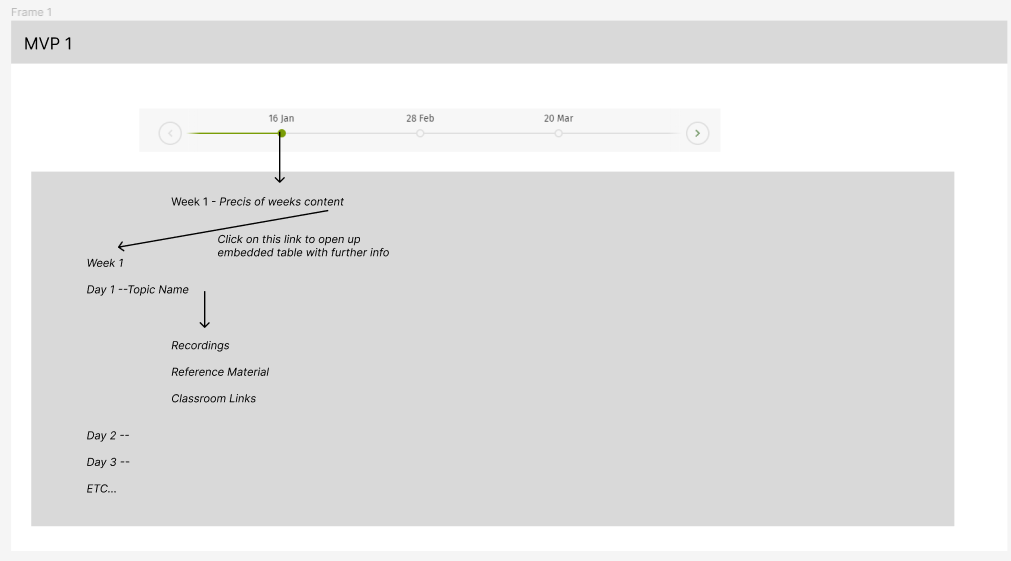 Frame 1
MVP 1
16 Jan 28 Feb 20 Mar
Week 1 - Precis of weeks content
Click on this link to open up
embedded table with further info
Week 1
Day 1 --Topic Name
Recordings
Reference Material
Classroom Links
Day 2 --
Day 3 --
ETC...